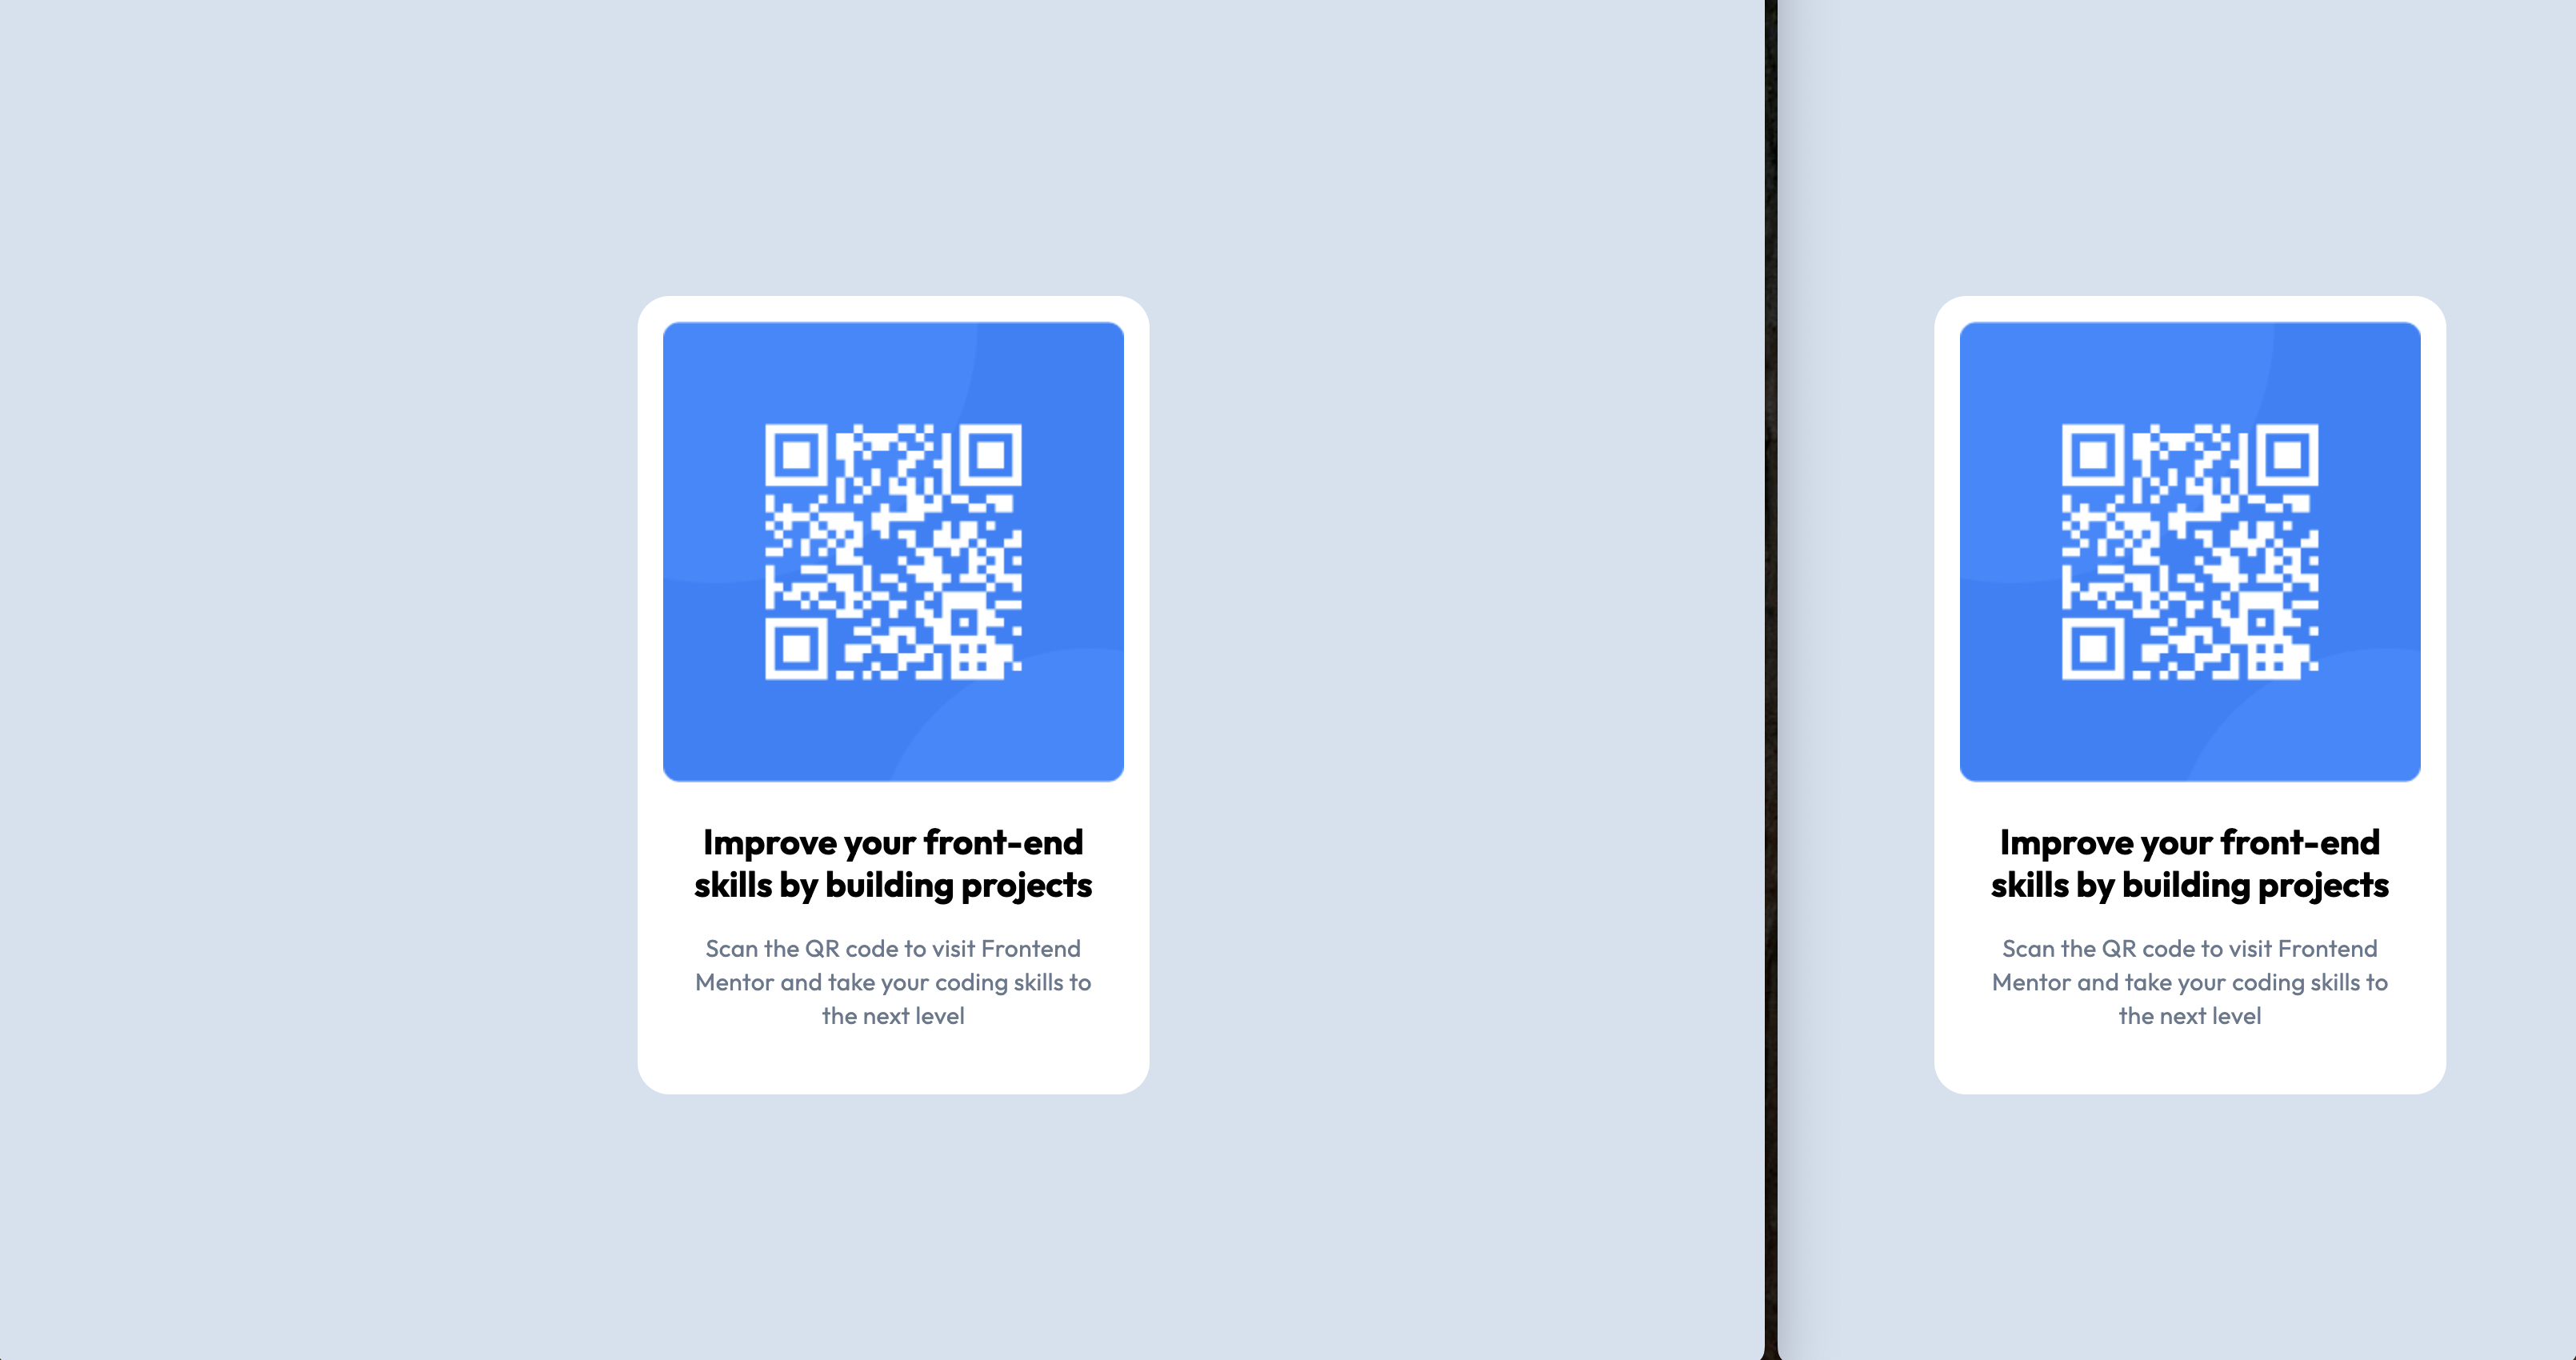 Improve your front-end
skills by building projects
Scan the QR code to visit Frontend
Mentor and take your coding skills to
the next level
Improve your front-end
skills by building projects
Scan the QR code to visit Frontend
Mentor and take your coding skills to
the next level